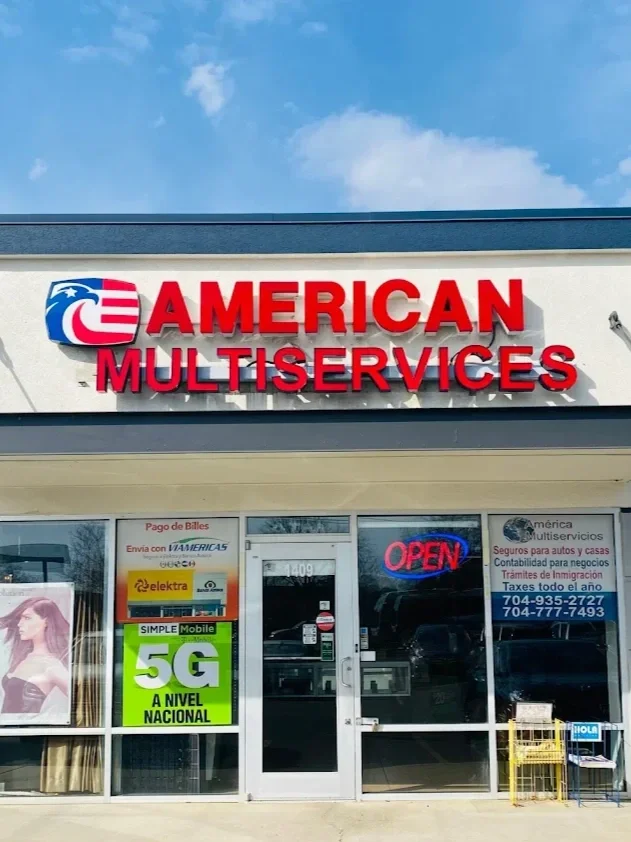 AMERICAN
MULTISERVICES
Pago de Billes
Envia con VIAMERICAS
elektra
SIMPLE Mobile
5G
A NIVEL
NACIONAL
1409
OPEN
América
Multiservicios
Seguros para autos y casas
Contabilidad para negocios
Trámites de Inmigración
Taxes todo el año
704-935-2727
704-777-7493
HOLA